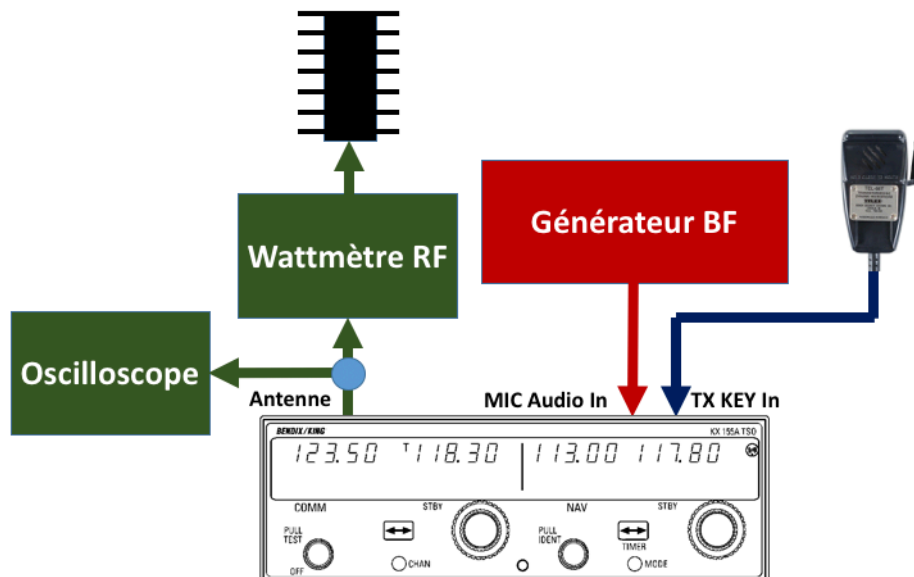 Générateur BF
Wattmètre RF
Oscilloscope
Antenne
MIC Audio In
TX KEY In
BENDIX/KING
KX 155A TSO
123.50
T 118.30
113.00
117.80
COMM
STBY
NAV
STBY
PULL
TEST
OFF
CHAN
PULL
IDENT
TIMER
MODE